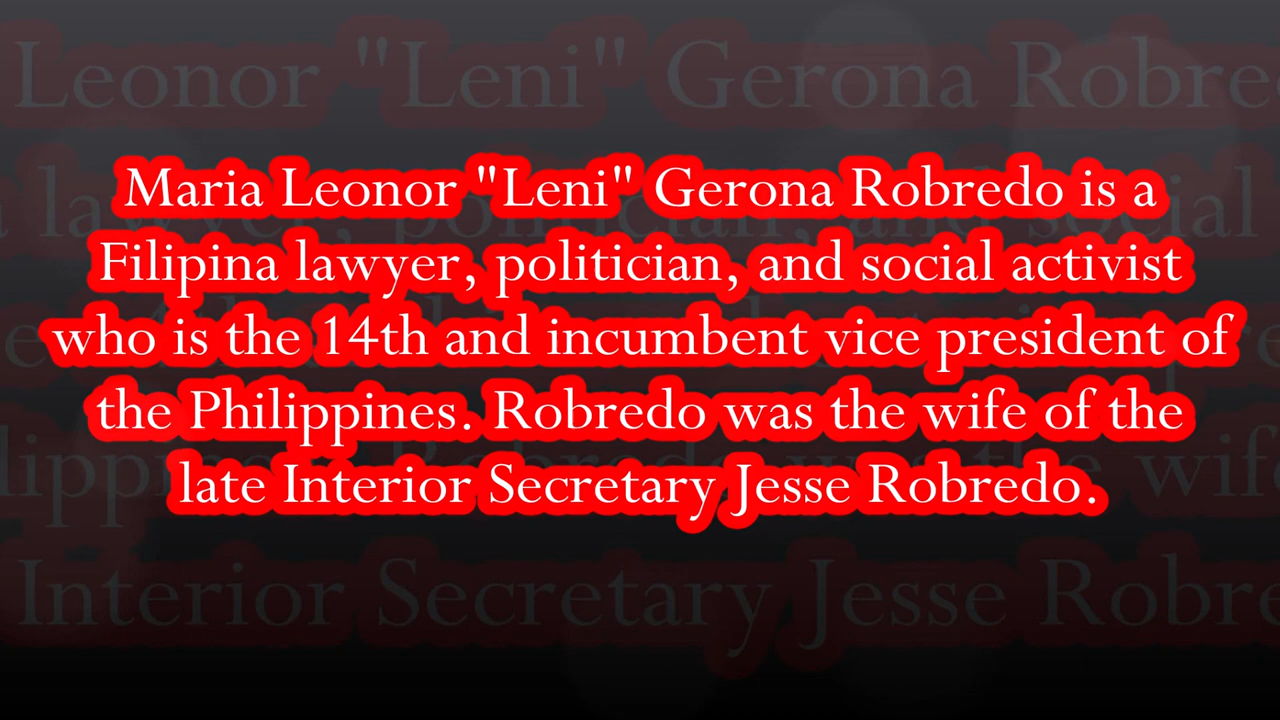 Maria Leonor "Leni" Gerona Robredo is a
Filipina lawyer, politician, and social activist
who is the 14th and incumbent vice president of
the Philippines. Robredo was the wife of the
late Interior Secretary Jesse Robredo.